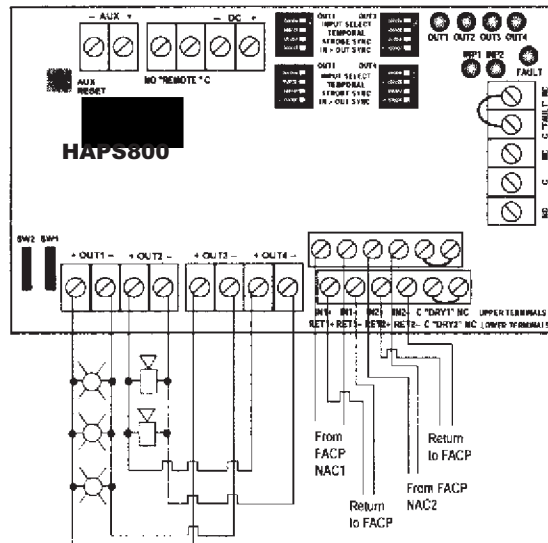 − AUX +
− DC +
NO "REMOTE" C
AUX
RESET
HAPS800
OUT1 OUT3
INPUT SELECT
TEMPORAL
STROBE SYNC
IN > OUT SYNC
OUT1 OUT4
INPUT SELECT
TEMPORAL
STROBE SYNC
IN > OUT SYNC
OUT1 OUT2 OUT3 OUT4
INP1 INP2
FAULT
C "FAULT" NC
NC
C
NO
SW2 SW1
+ OUT1 − + OUT2 − + OUT3 − + OUT4 −
IN1+ IN1− IN2+ IN2− C "DRY1" NC UPPER TERMINALS
RET1+ RET1− RET2+ RET2− C "DRY2" NC LOWER TERMINALS
From
FACP
NAC1
Return
to FACP
From FACP
NAC2
Return
to FACP